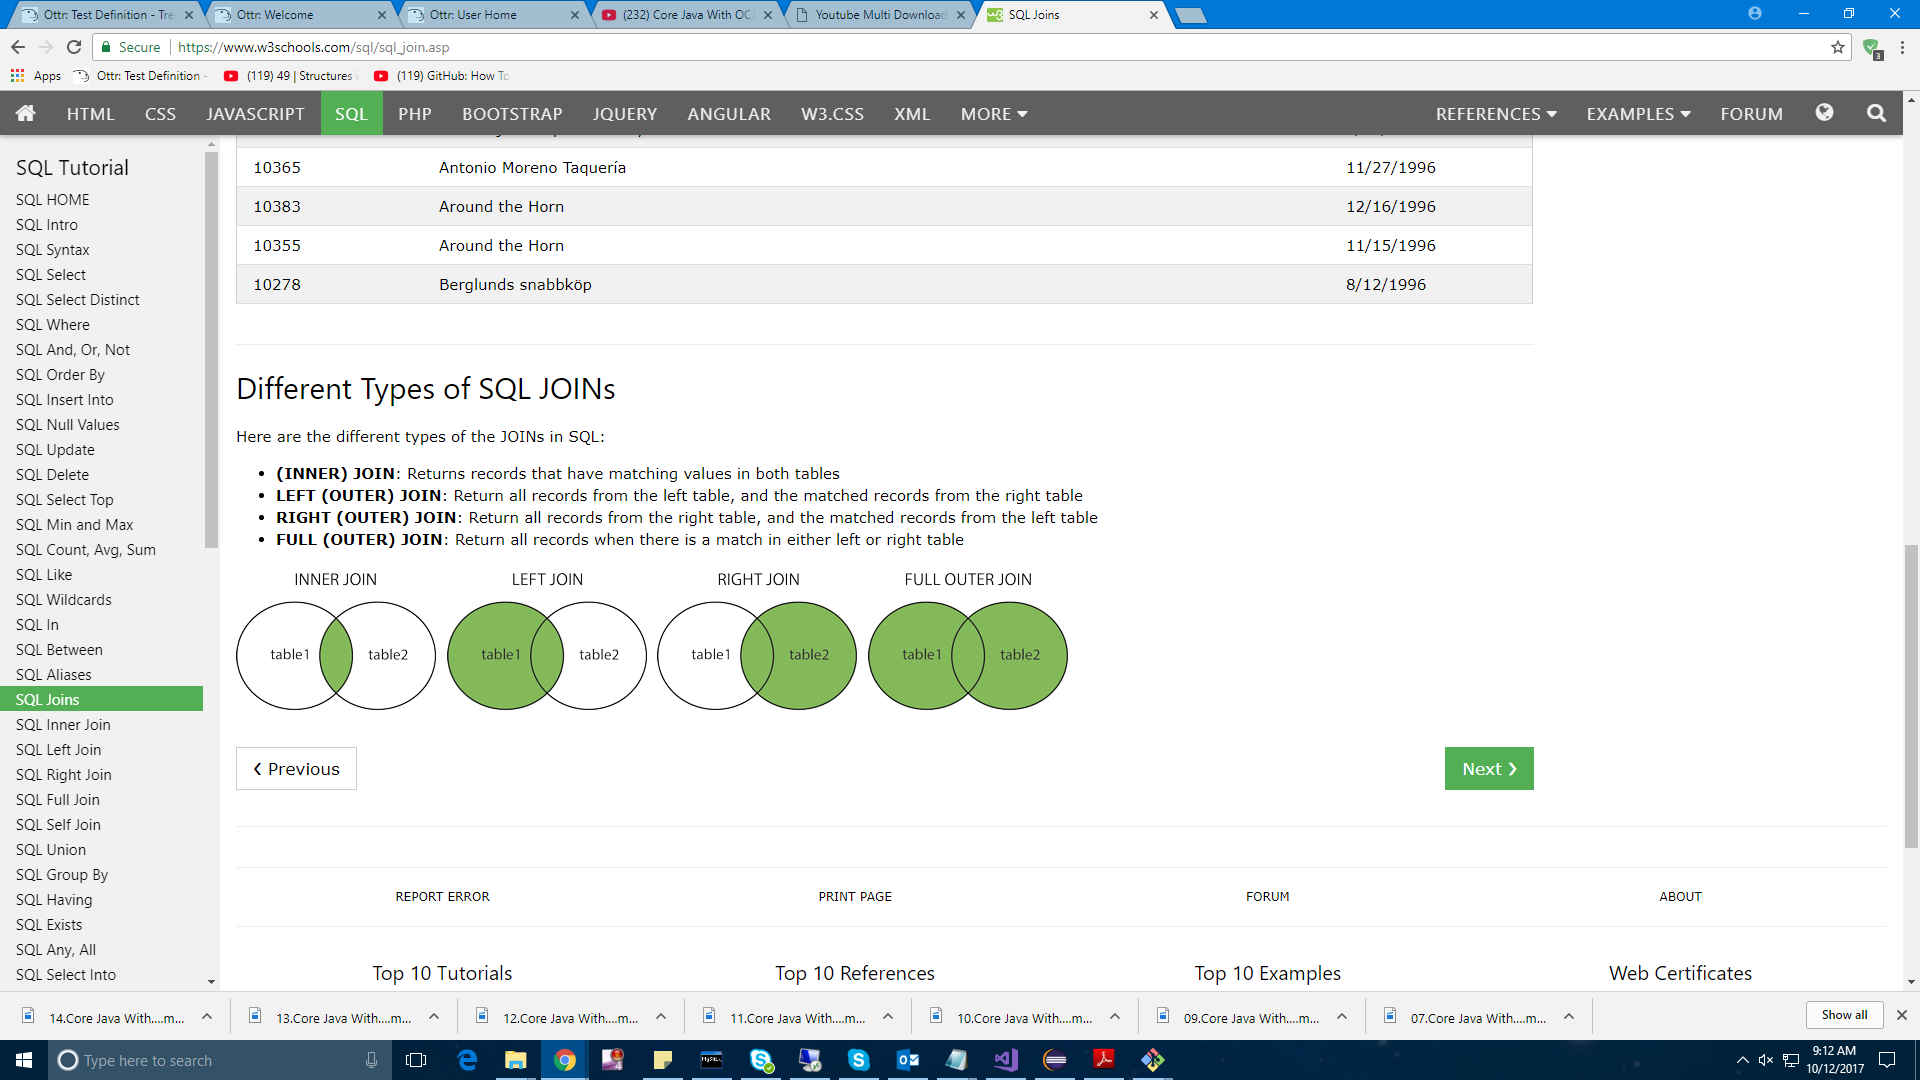 Ottr: Test Definition - Tre
Ottr: Welcome
Ottr: User Home
(232) Core Java With OC
Youtube Multi Download
SQL Joins
Secure
https://www.w3schools.com/sql/sql_join.asp
Apps
Ottr: Test Definition -
(119) 49 | Structures
(119) GitHub: How To
HTML
CSS
JAVASCRIPT
SQL
PHP
BOOTSTRAP
JQUERY
ANGULAR
W3.CSS
XML
MORE
REFERENCES
EXAMPLES
FORUM
SQL Tutorial
SQL HOME
SQL Intro
SQL Syntax
SQL Select
SQL Select Distinct
SQL Where
SQL And, Or, Not
SQL Order By
SQL Insert Into
SQL Null Values
SQL Update
SQL Delete
SQL Select Top
SQL Min and Max
SQL Count, Avg, Sum
SQL Like
SQL Wildcards
SQL In
SQL Between
SQL Aliases
SQL Joins
SQL Inner Join
SQL Left Join
SQL Right Join
SQL Full Join
SQL Self Join
SQL Union
SQL Group By
SQL Having
SQL Exists
SQL Any, All
SQL Select Into
10365 Antonio Moreno Taquería 11/27/1996
10383 Around the Horn 12/16/1996
10355 Around the Horn 11/15/1996
10278 Berglunds snabbköp 8/12/1996
Different Types of SQL JOINs
Here are the different types of the JOINs in SQL:
(INNER) JOIN: Returns records that have matching values in both tables
LEFT (OUTER) JOIN: Return all records from the left table, and the matched records from the right table
RIGHT (OUTER) JOIN: Return all records from the right table, and the matched records from the left table
FULL (OUTER) JOIN: Return all records when there is a match in either left or right table
INNER JOIN
LEFT JOIN
RIGHT JOIN
FULL OUTER JOIN
table1
table2
table1
table2
table1
table2
table1
table2
❮ Previous
Next ❯
REPORT ERROR
PRINT PAGE
FORUM
ABOUT
Top 10 Tutorials
Top 10 References
Top 10 Examples
Web Certificates
14.Core Java With....m...
13.Core Java With....m...
12.Core Java With....m...
11.Core Java With....m...
10.Core Java With....m...
09.Core Java With....m...
07.Core Java With....m...
Show all
Type here to search
9:12 AM
10/12/2017